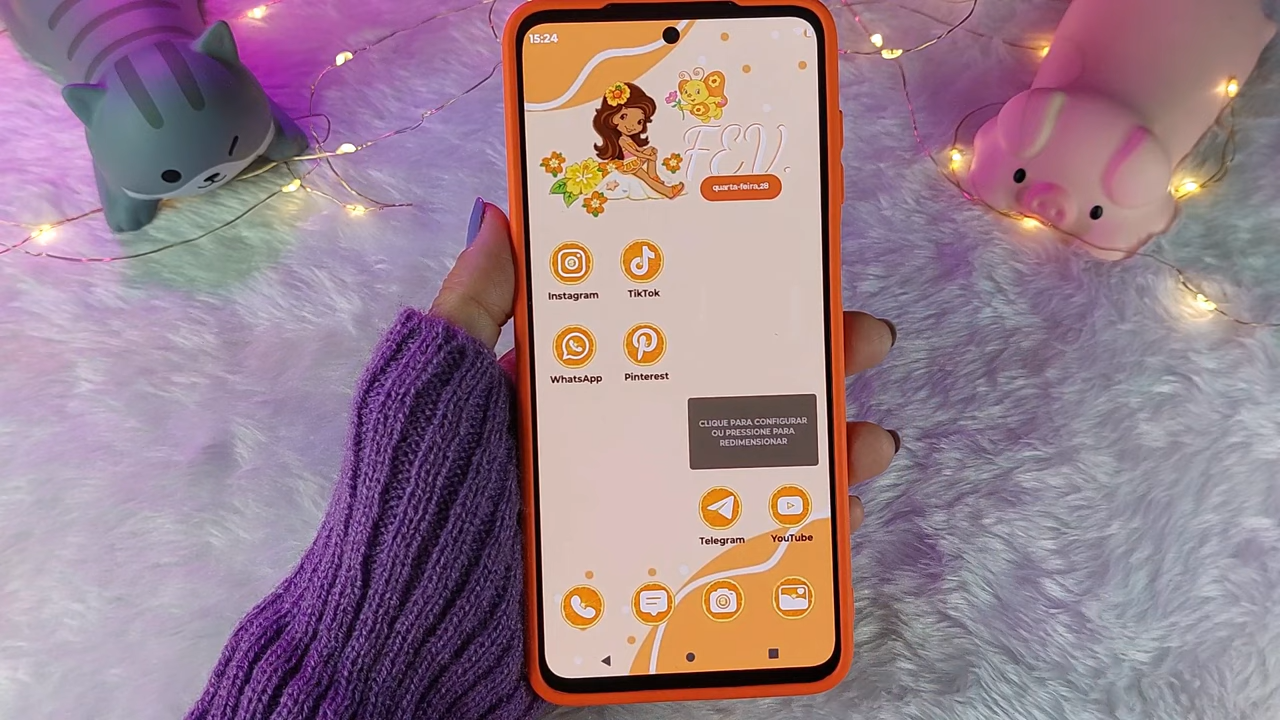 15:24
FEV.
quarta-feira,28
Instagram
TikTok
WhatsApp
Pinterest
CLIQUE PARA CONFIGURAR
OU PRESSIONE PARA
REDIMENSIONAR
Telegram
YouTube